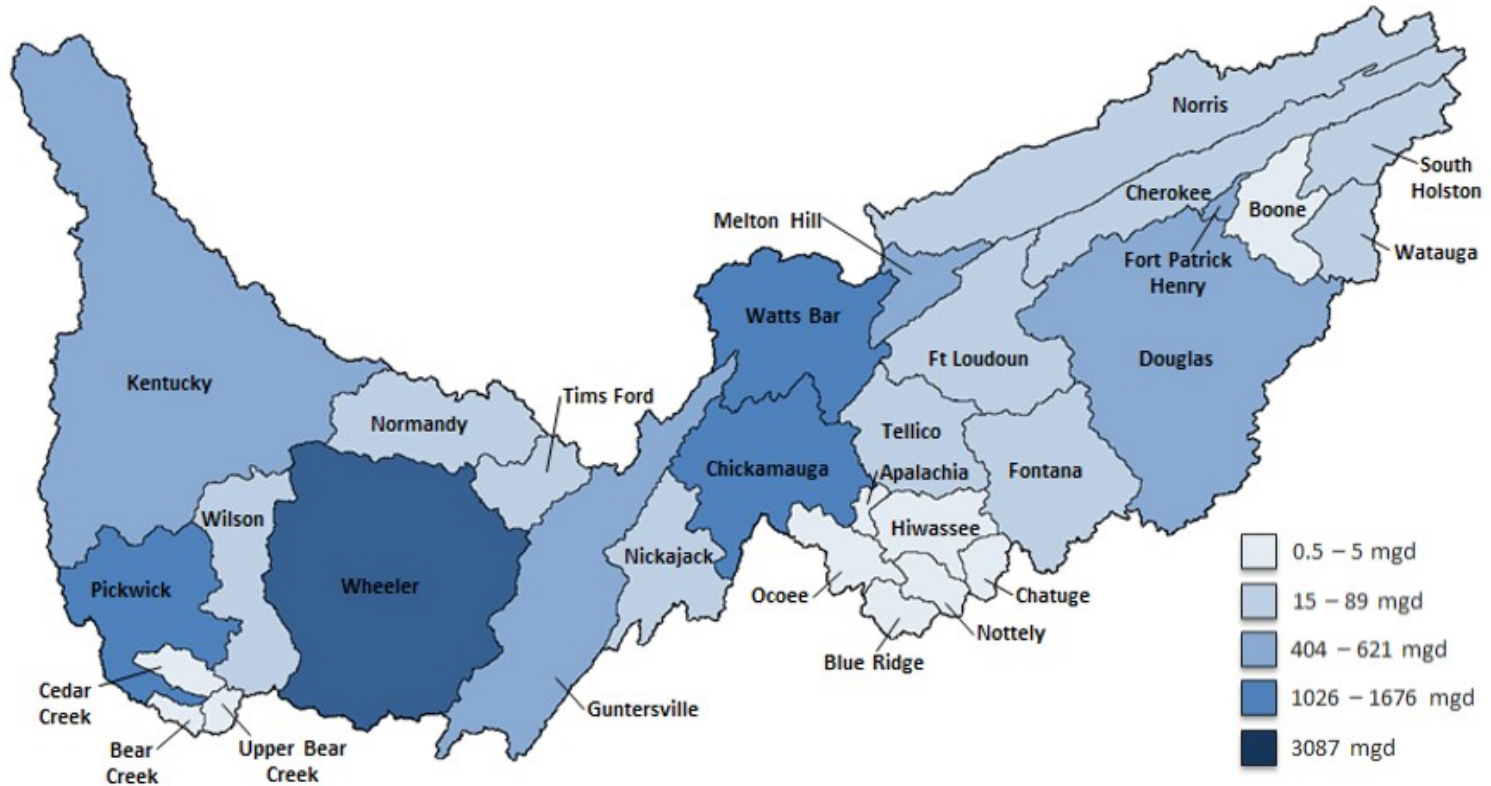 Norris
South
Holston
Cherokee
Boone
Melton Hill
Watauga
Fort Patrick
Henry
Watts Bar
Ft Loudoun
Douglas
Kentucky
Tims Ford
Normandy
Tellico
Chickamauga
Apalachia
Fontana
Wilson
Hiwassee
Nickajack
Pickwick
Wheeler
Ocoee
Chatuge
Nottely
Blue Ridge
Cedar
Creek
Guntersville
Bear
Creek
Upper Bear
Creek
0.5 – 5 mgd
15 – 89 mgd
404 – 621 mgd
1026 – 1676 mgd
3087 mgd